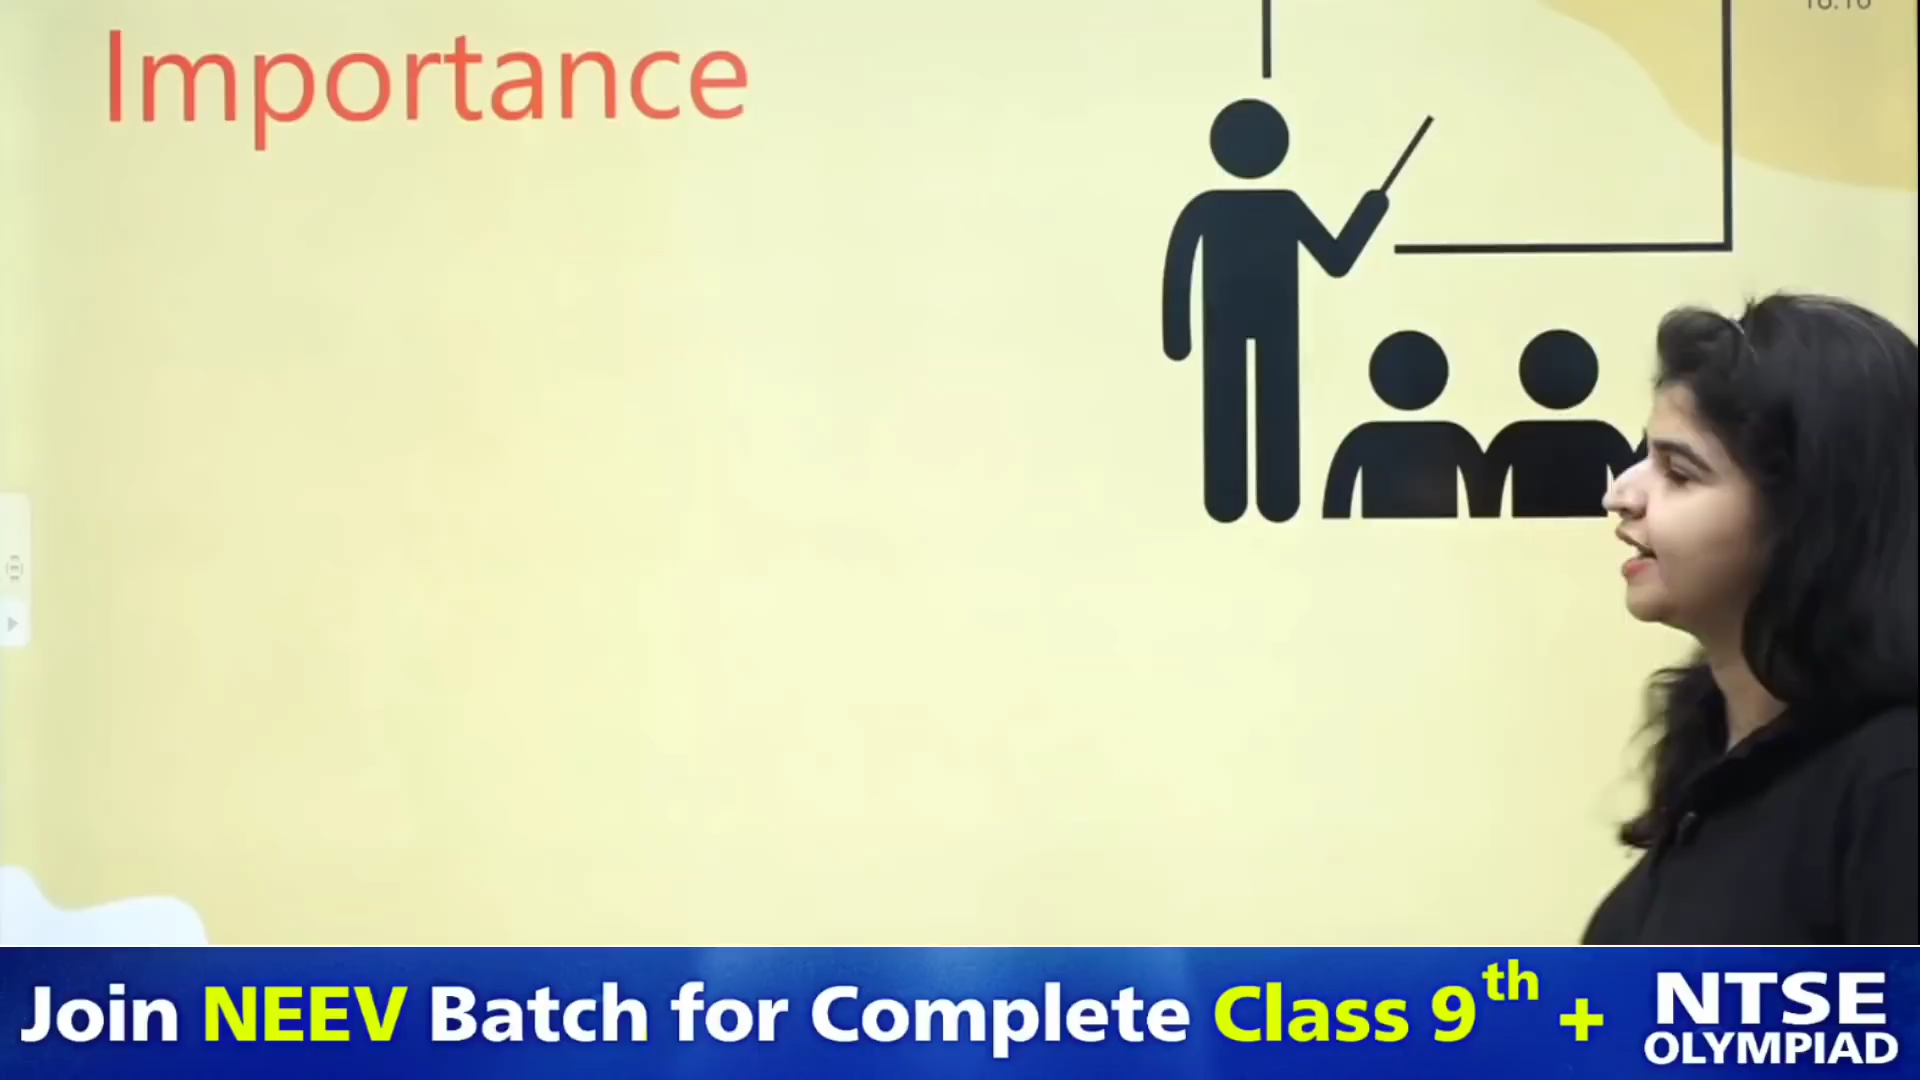 Importance
Join NEEV Batch for Complete Class 9th + NTSE
OLYMPIAD